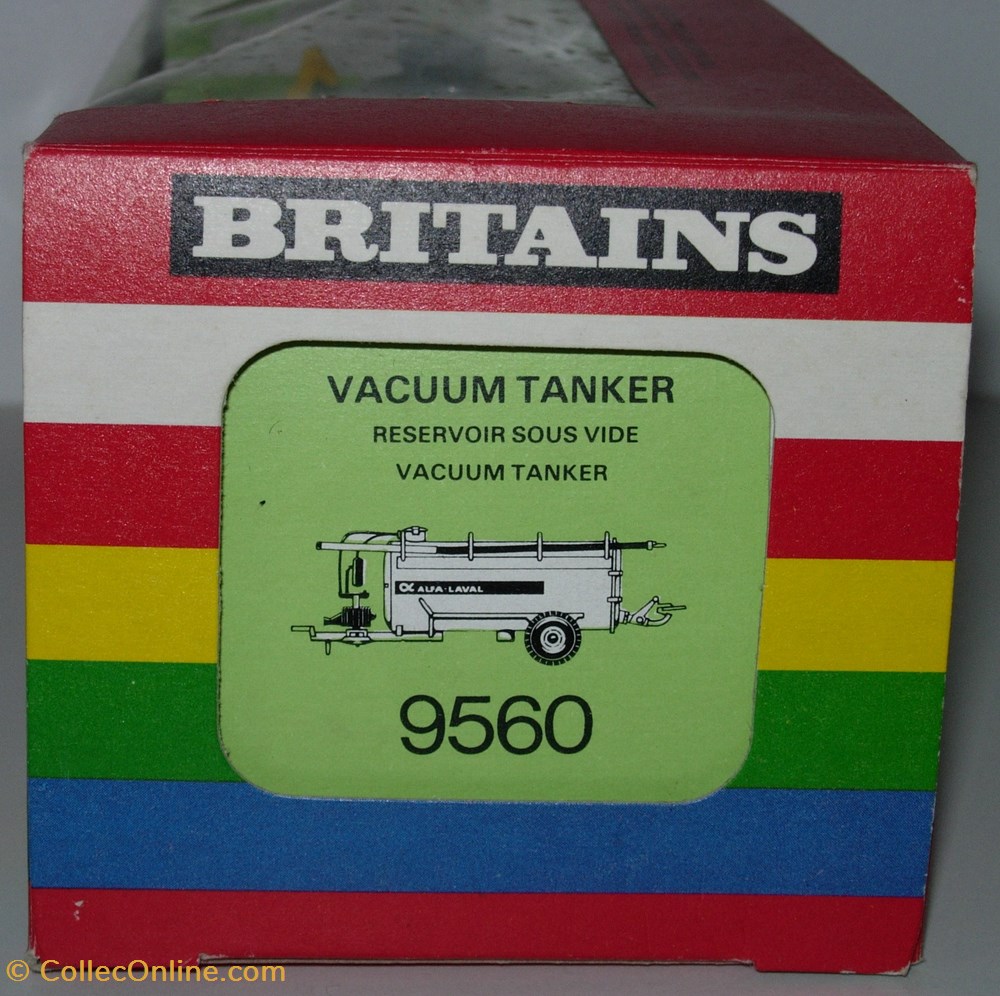 BRITAINS
VACUUM TANKER
RESERVOIR SOUS VIDE
VACUUM TANKER
α ALFA-LAVAL
9560
© CollecOnline.com